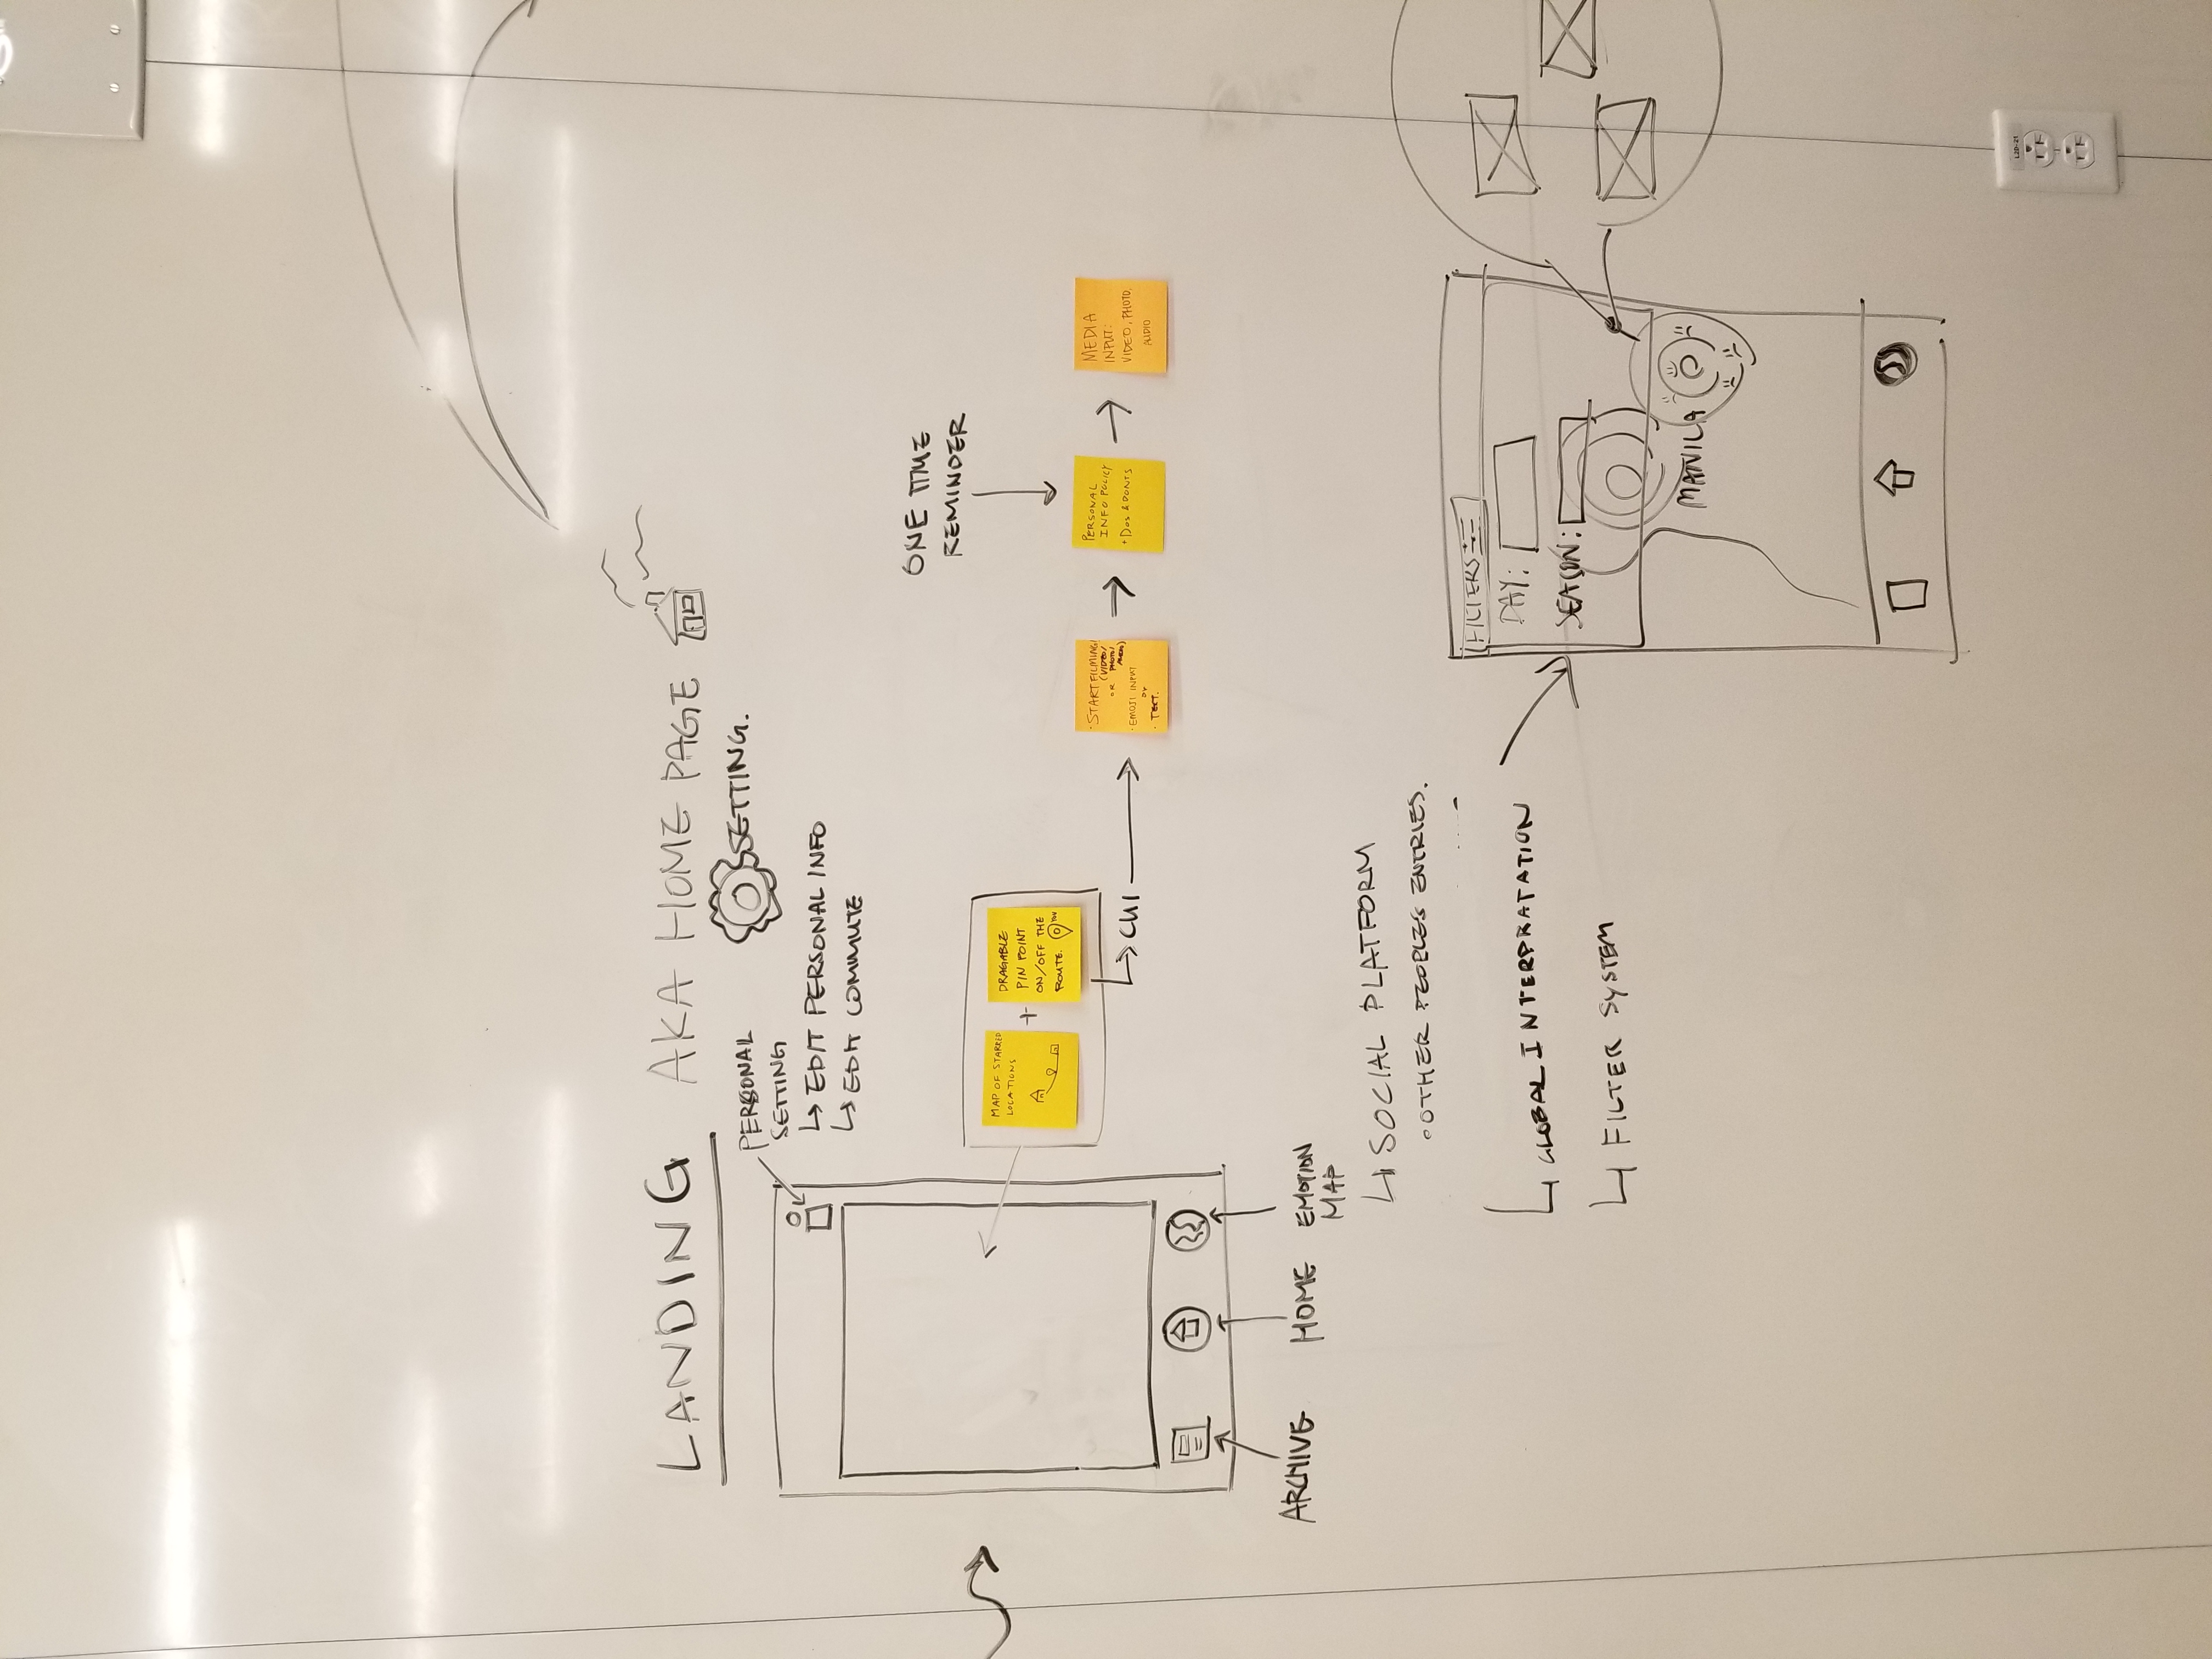 LANDING AKA HOME PAGE
SETTING.
PERSONAL
SETTING
↳ EDIT PERSONAL INFO
↳ EDIT COMMUTE
ONE TIME
REMINDER
MAP OF STARRED
LOCATIONS
+
DRAGABLE
PIN POINT
ON/OFF THE
ROUTE.
YOU
↳ CUI
· START FILMING
(VIDEO/
OR PHOTO/
AUDIO)
· EMOJI INPUT
OR
· TEXT.
PERSONAL
INFO POLICY
+ DOS & DONTS
MEDIA
INPUT:
VIDEO, PHOTO,
AUDIO
ARCHIVE
HOME
EMOTION
MAP
↳ SOCIAL PLATFORM
◦ OTHER PEOPLE'S ENTRIES.
↳ GLOBAL INTERPRATATION
↳ FILTER SYSTEM
FILTERS
DAY:
SEASON:
MANILA
L2D-21